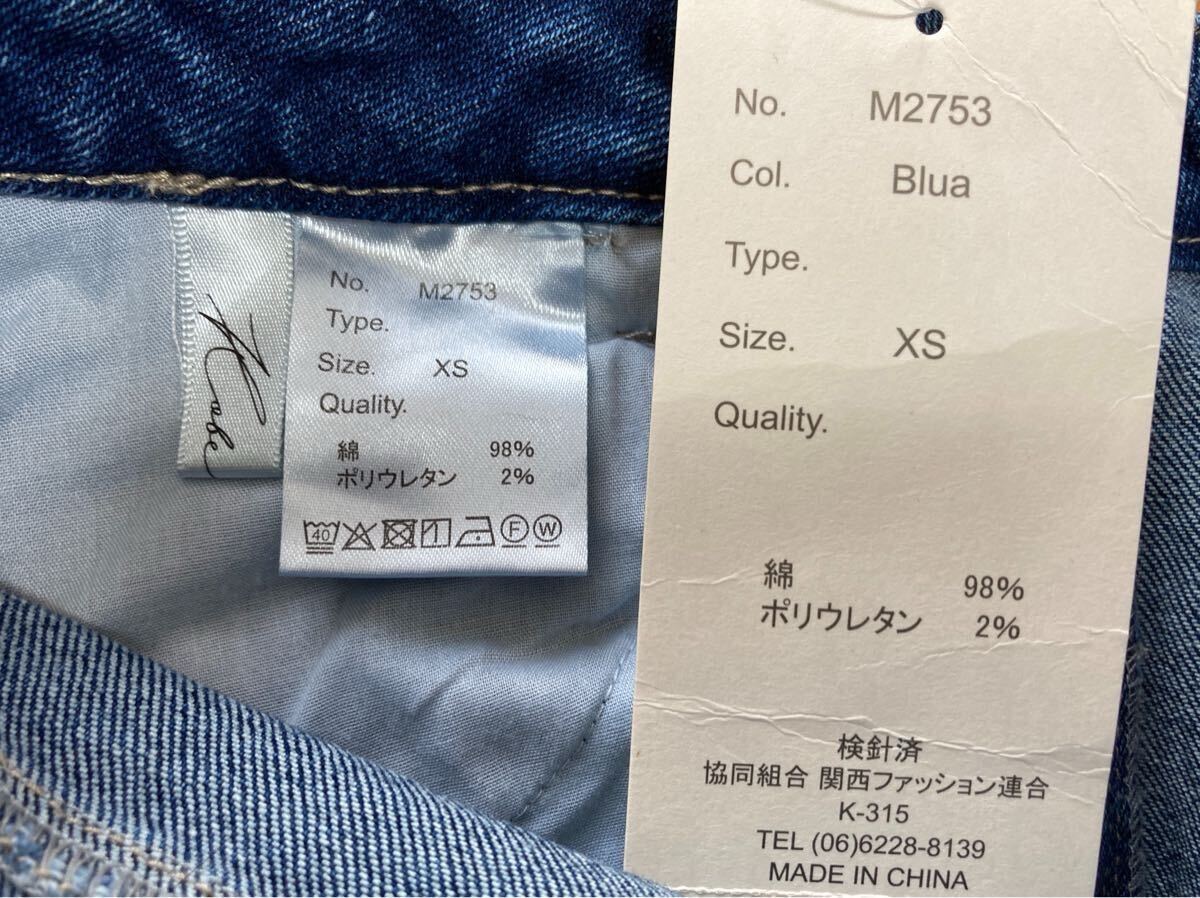 Kobe
No. M2753
Type.
Size. XS
Quality.
綿 98%
ポリウレタン 2%
40 F W
No. M2753
Col. Blua
Type.
Size. XS
Quality.
綿 98%
ポリウレタン 2%
検針済
協同組合 関西ファッション連合
K-315
TEL (06)6228-8139
MADE IN CHINA